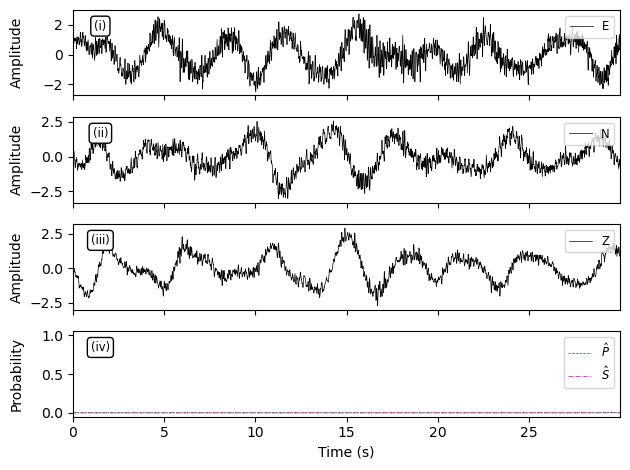 (i)
E
Amplitude
2
0
−2
(ii)
N
Amplitude
2.5
0.0
−2.5
(iii)
Z
Amplitude
2.5
0.0
−2.5
(iv)
P̂
Ŝ
Probability
1.0
0.5
0.0
0 5 10 15 20 25
Time (s)